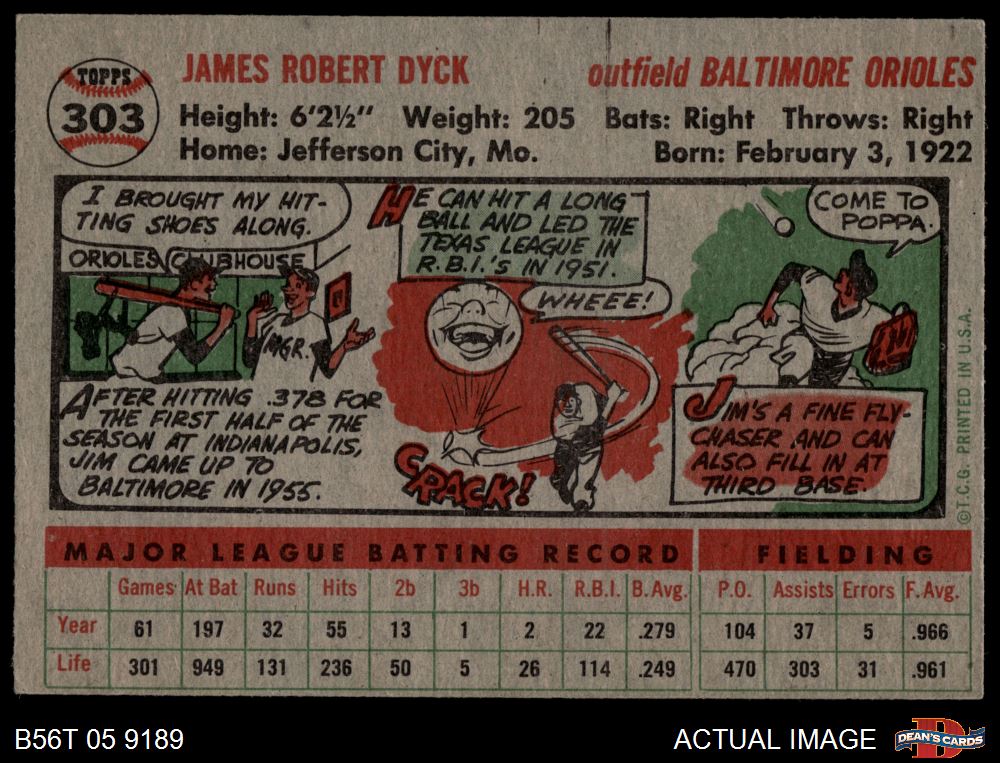 TOPPS
303
JAMES ROBERT DYCK
outfield BALTIMORE ORIOLES
Height: 6'2½" Weight: 205 Bats: Right Throws: Right
Home: Jefferson City, Mo. Born: February 3, 1922
I BROUGHT MY HIT-
TING SHOES ALONG.
ORIOLES CLUBHOUSE
MGR.
AFTER HITTING .378 FOR
THE FIRST HALF OF THE
SEASON AT INDIANAPOLIS,
JIM CAME UP TO
BALTIMORE IN 1955.
HE CAN HIT A LONG
BALL AND LED THE
TEXAS LEAGUE IN
R.B.I.'S IN 1951.
WHEEE!
CRACK!
COME TO
POPPA.
JIM'S A FINE FLY-
CHASER AND CAN
ALSO FILL IN AT
THIRD BASE.
©T.C.G. PRINTED IN U.S.A.
MAJOR LEAGUE BATTING RECORD FIELDING
Games At Bat Runs Hits 2b 3b H.R. R.B.I. B.Avg. P.O. Assists Errors F.Avg.
Year 61 197 32 55 13 1 2 22 .279 104 37 5 .966
Life 301 949 131 236 50 5 26 114 .249 470 303 31 .961
B56T 05 9189
ACTUAL IMAGE
DEAN'S CARDS